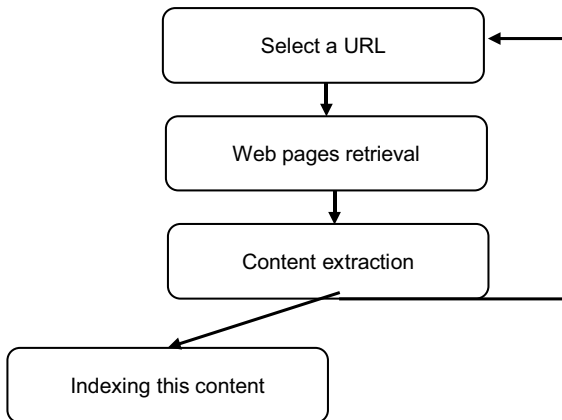 Select a URL
Web pages retrieval
Content extraction
Indexing this content